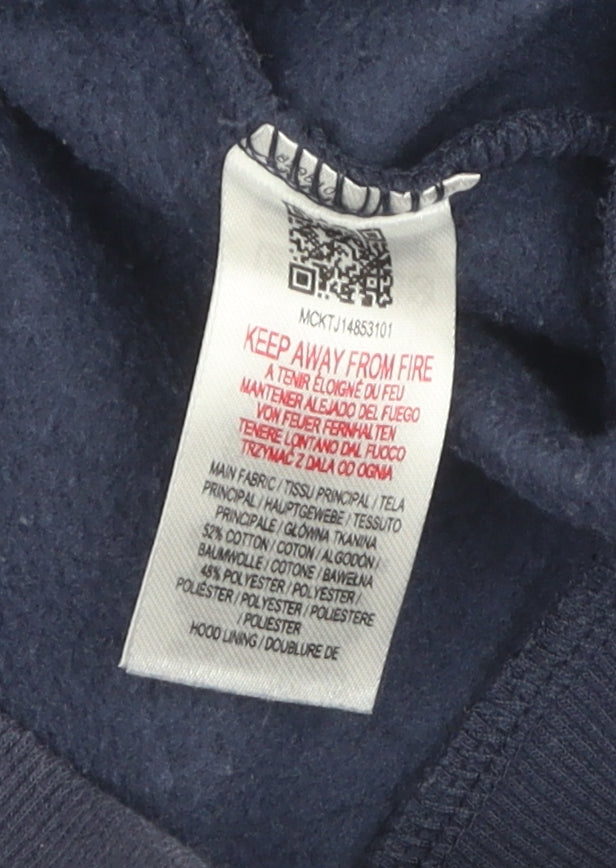 MCKTJ14853101
KEEP AWAY FROM FIRE
A TENIR ÉLOIGNÉ DU FEU
MANTENER ALEJADO DEL FUEGO
VON FEUER FERNHALTEN
TENERE LONTANO DAL FUOCO
TRZYMAĆ Z DALA OD OGNIA
MAIN FABRIC / TISSU PRINCIPAL / TELA
PRINCIPAL / HAUPTGEWEBE / TESSUTO
PRINCIPALE / GŁÓWNA TKANINA
52% COTTON / COTON / ALGODÓN /
BAUMWOLLE / COTONE / BAWEŁNA
48% POLYESTER / POLYESTER /
POLIÉSTER / POLYESTER / POLIESTERE
/ POLIESTER
HOOD LINING / DOUBLURE DE